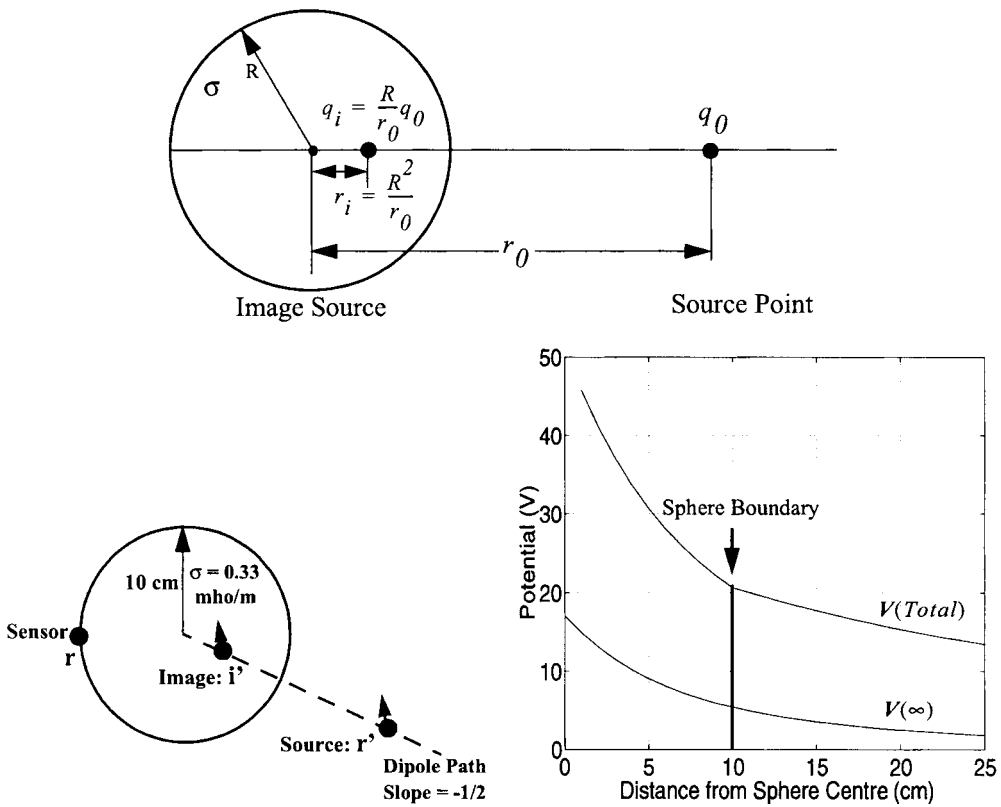 R
σ
q_i = \frac{R}{r_0} q_0
q_0
r_i = \frac{R^2}{r_0}
r_0
Image Source
Source Point
10 cm
σ = 0.33
mho/m
Sensor
r
Image: i'
Source: r'
Dipole Path
Slope = -1/2
50
40
30
20
10
0
Potential (V)
Sphere Boundary
V(Total)
V(∞)
0
5
10
15
20
25
Distance from Sphere Centre (cm)